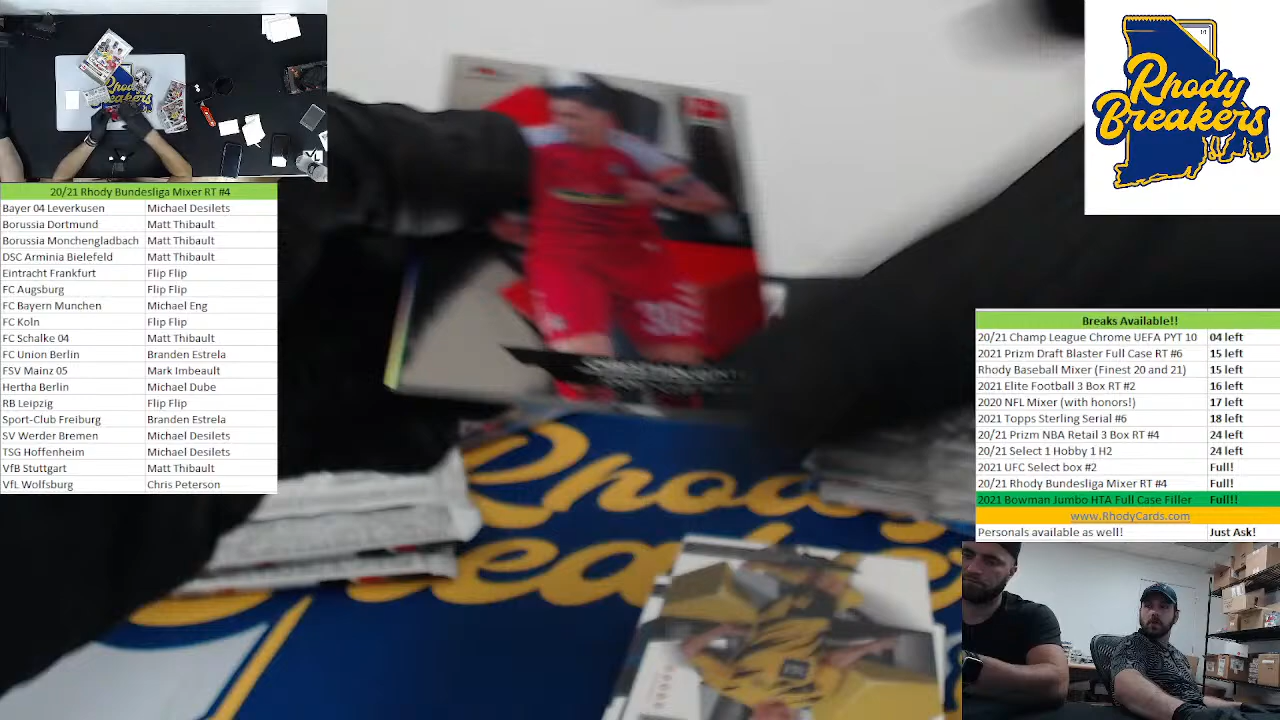 20/21 Rhody Bundesliga Mixer RT #4
Bayer 04 Leverkusen Michael Desilets
Borussia Dortmund Matt Thibault
Borussia Monchengladbach Matt Thibault
DSC Arminia Bielefeld Matt Thibault
Eintracht Frankfurt Flip Flip
FC Augsburg Flip Flip
FC Bayern Munchen Michael Eng
FC Koln Flip Flip
FC Schalke 04 Matt Thibault
FC Union Berlin Branden Estrela
FSV Mainz 05 Mark Imbeault
Hertha Berlin Michael Dube
RB Leipzig Flip Flip
Sport-Club Freiburg Branden Estrela
SV Werder Bremen Michael Desilets
TSG Hoffenheim Michael Desilets
VfB Stuttgart Matt Thibault
VfL Wolfsburg Chris Peterson
30
Rhody
Breakers
Rhody
Breakers
Breaks Available!!
20/21 Champ League Chrome UEFA PYT 10 04 left
2021 Prizm Draft Blaster Full Case RT #6 15 left
Rhody Baseball Mixer (Finest 20 and 21) 15 left
2021 Elite Football 3 Box RT #2 16 left
2020 NFL Mixer (with honors!) 17 left
2021 Topps Sterling Serial #6 18 left
20/21 Prizm NBA Retail 3 Box RT #4 24 left
20/21 Select 1 Hobby 1 H2 24 left
2021 UFC Select box #2 Full!
20/21 Rhody Bundesliga Mixer RT #4 Full!
2021 Bowman Jumbo HTA Full Case Filler Full!!
www.RhodyCards.com
Personals available as well! Just Ask!